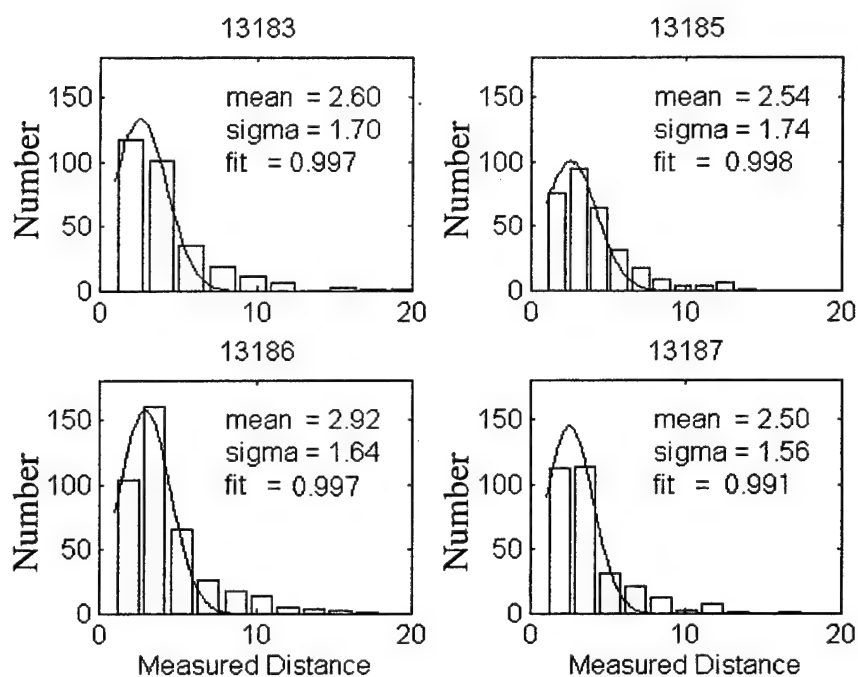 13183
150
100
50
0
Number
mean = 2.60
sigma = 1.70
fit = 0.997
0 10 20
13185
150
100
50
0
Number
mean = 2.54
sigma = 1.74
fit = 0.998
0 10 20
13186
150
100
50
0
Number
mean = 2.92
sigma = 1.64
fit = 0.997
0 10 20
Measured Distance
13187
150
100
50
0
Number
mean = 2.50
sigma = 1.56
fit = 0.991
0 10 20
Measured Distance